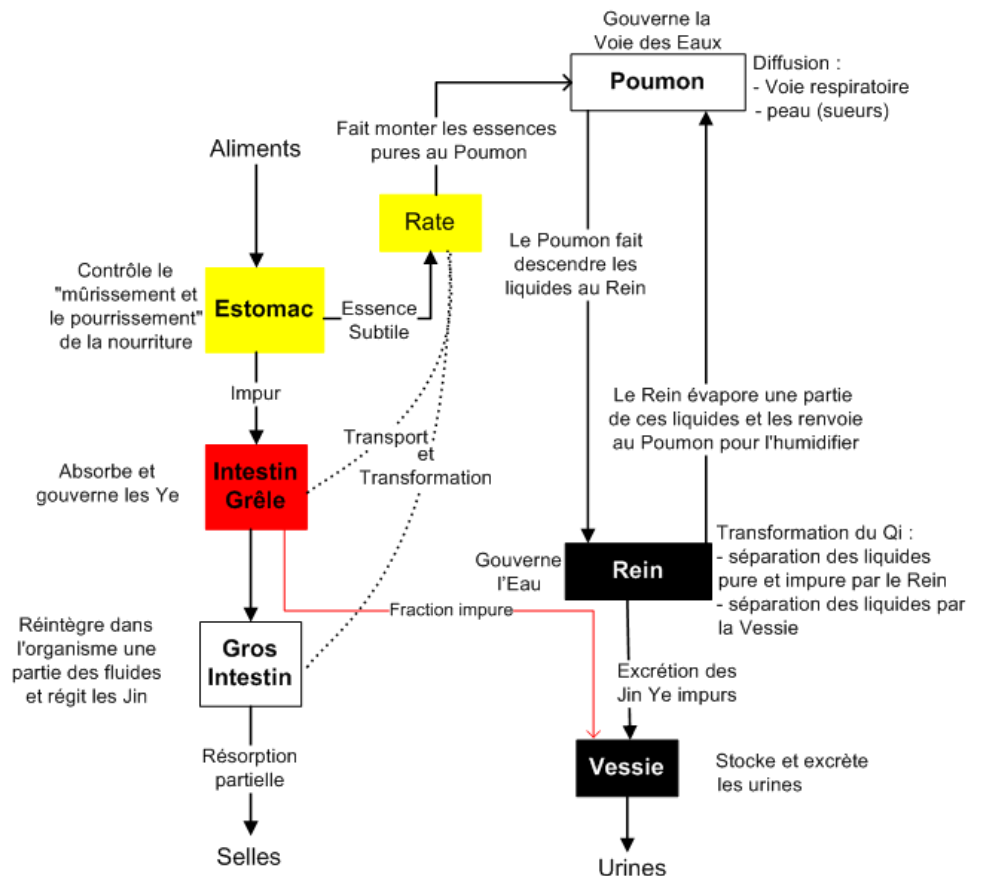 Gouverne la
Voie des Eaux
Poumon
Diffusion :
- Voie respiratoire
- peau (sueurs)
Fait monter les essences
pures au Poumon
Aliments
Rate
Le Poumon fait
descendre les
liquides au Rein
Contrôle le
"mûrissement et
le pourrissement"
de la nourriture
Estomac
Essence
Subtile
Impur
Le Rein évapore une partie
de ces liquides et les renvoie
au Poumon pour l'humidifier
Transport
et
Transformation
Absorbe et
gouverne les Ye
Intestin
Grêle
Gouverne
l'Eau
Rein
Transformation du Qi :
- séparation des liquides
pure et impure par le Rein
- séparation des liquides par
la Vessie
Fraction impure
Réintègre dans
l'organisme une
partie des fluides
et régit les Jin
Gros
Intestin
Excrétion des
Jin Ye impurs
Résorption
partielle
Vessie
Stocke et excrète
les urines
Selles
Urines